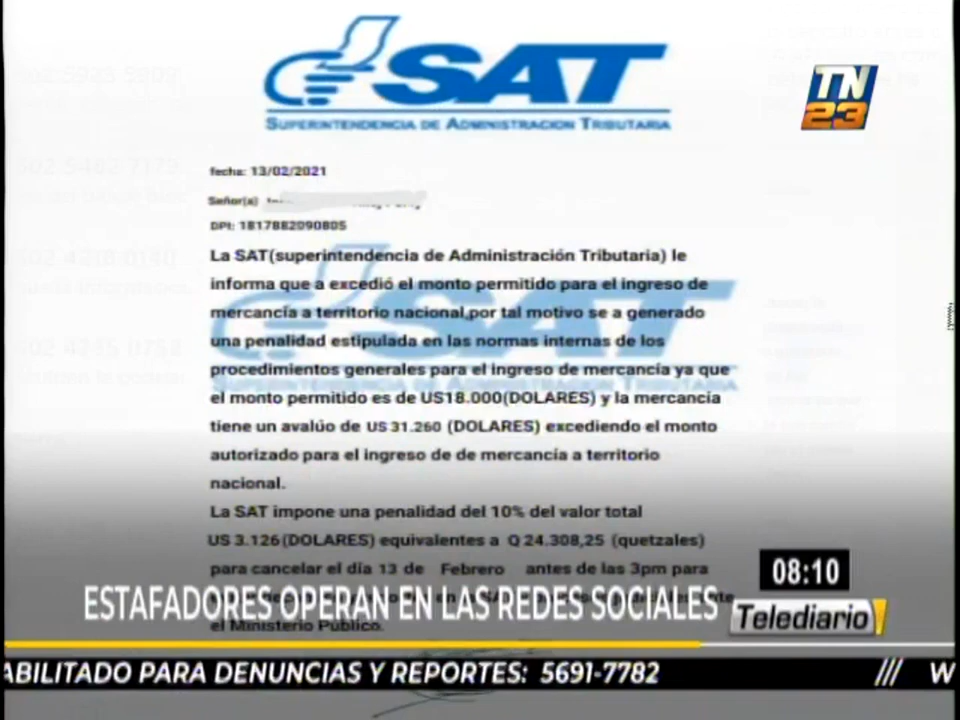 SAT
SUPERINTENDENCIA DE ADMINISTRACION TRIBUTARIA
TN
23
fecha: 13/02/2021
Señor(a)
DPI: 1817882090805
La SAT(superintendencia de Administración Tributaria) le
informa que a excedió el monto permitido para el ingreso de
mercancía a territorio nacional,por tal motivo se a generado
una penalidad estipulada en las normas internas de los
procedimientos generales para el ingreso de mercancía ya que
el monto permitido es de US18.000(DOLARES) y la mercancía
tiene un avalúo de US 31.260 (DOLARES) excediendo el monto
autorizado para el ingreso de de mercancía a territorio
nacional.
La SAT impone una penalidad del 10% del valor total
US 3.126(DOLARES) equivalentes a Q 24.308,25 (quetzales)
para cancelar el día 13 de Febrero antes de las 3pm para
el Ministerio Público.
08:10
ESTAFADORES OPERAN EN LAS REDES SOCIALES
Telediario
ABILITADO PARA DENUNCIAS Y REPORTES: 5691-7782 /// W